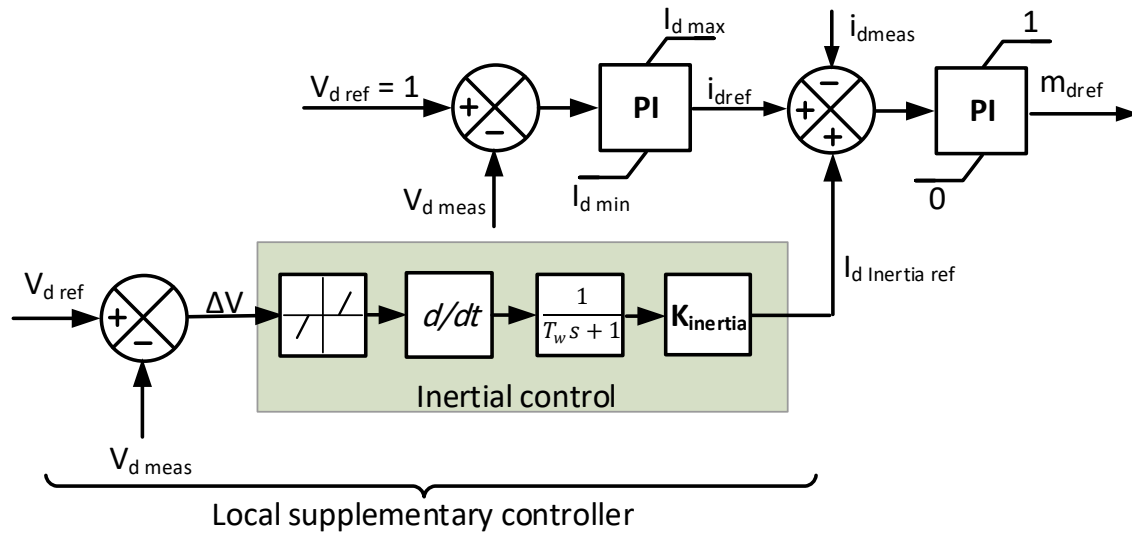 I_d max
i_dmeas
1
V_d ref = 1
+
−
PI
i_dref
−
+
+
PI
m_dref
V_d meas
I_d min
0
V_d ref
+
−
ΔV
d/dt
1
T_w s + 1
K_inertia
I_d Inertia ref
Inertial control
V_d meas
Local supplementary controller